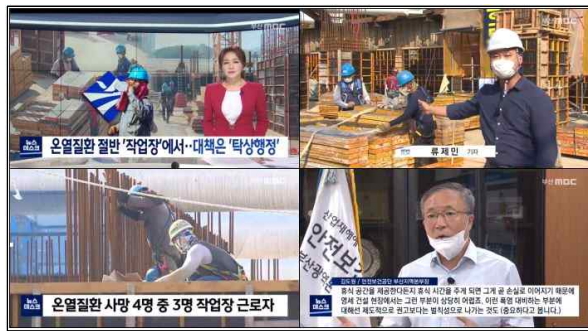 부산MBC
뉴스
데스크
온열질환 절반 '작업장'에서‥대책은 '탁상행정'
부산MBC
류제민 기자
뉴스
데스크
온열질환 사망 4명 중 3명 작업장 근로자
부산MBC
안전보
부산광역
김도원 / 안전보건공단 부산지역본부장
뉴스
데스크
휴식 공간을 제공한다든지 휴식 시간을 주게 되면 그게 곧 손실로 이어지기 때문에
영세 건설 현장에서는 그런 부분이 상당히 어렵죠. 이런 폭염 대비하는 부분에
대해선 제도적으로 권고보다는 벌칙성으로 나가는 것도 (중요하다고 봅니다.)